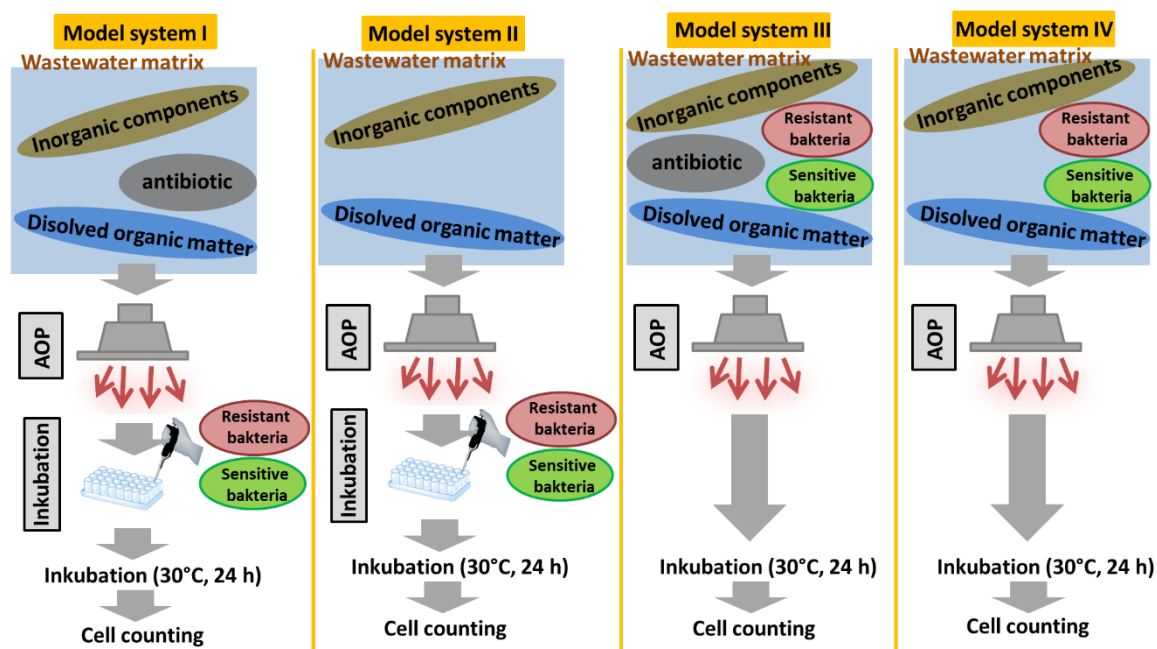 Model system I
Wastewater matrix
Inorganic components
antibiotic
Disolved organic matter
AOP
Inkubation
Resistant
bakteria
Sensitive
bakteria
Inkubation (30°C, 24 h)
Cell counting
Model system II
Wastewater matrix
Inorganic components
Disolved organic matter
AOP
Inkubation
Resistant
bakteria
Sensitive
bakteria
Inkubation (30°C, 24 h)
Cell counting
Model system III
Wastewater matrix
Inorganic components
Resistant
bakteria
antibiotic
Sensitive
bakteria
Disolved organic matter
AOP
Inkubation (30°C, 24 h)
Cell counting
Model system IV
Wastewater matrix
Inorganic components
Resistant
bakteria
Sensitive
bakteria
Disolved organic matter
AOP
Inkubation (30°C, 24 h)
Cell counting